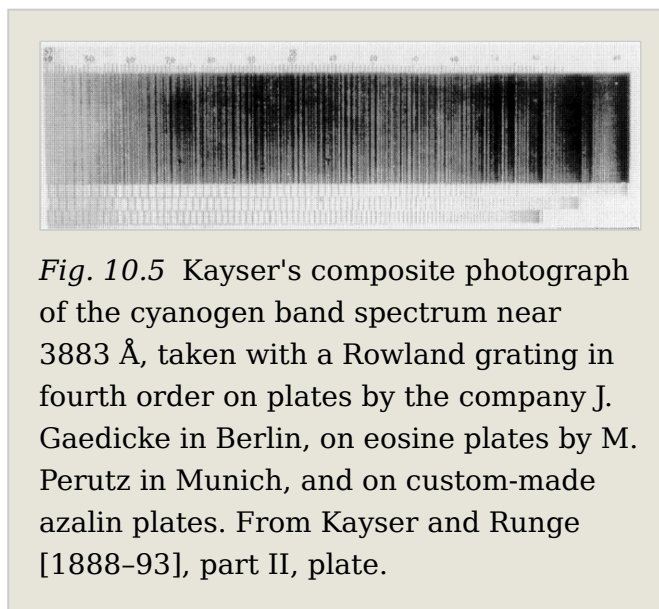 Fig. 10.5 Kayser's composite photograph
of the cyanogen band spectrum near
3883 Å, taken with a Rowland grating in
fourth order on plates by the company J.
Gaedicke in Berlin, on eosine plates by M.
Perutz in Munich, and on custom-made
azalin plates. From Kayser and Runge
[1888–93], part II, plate.